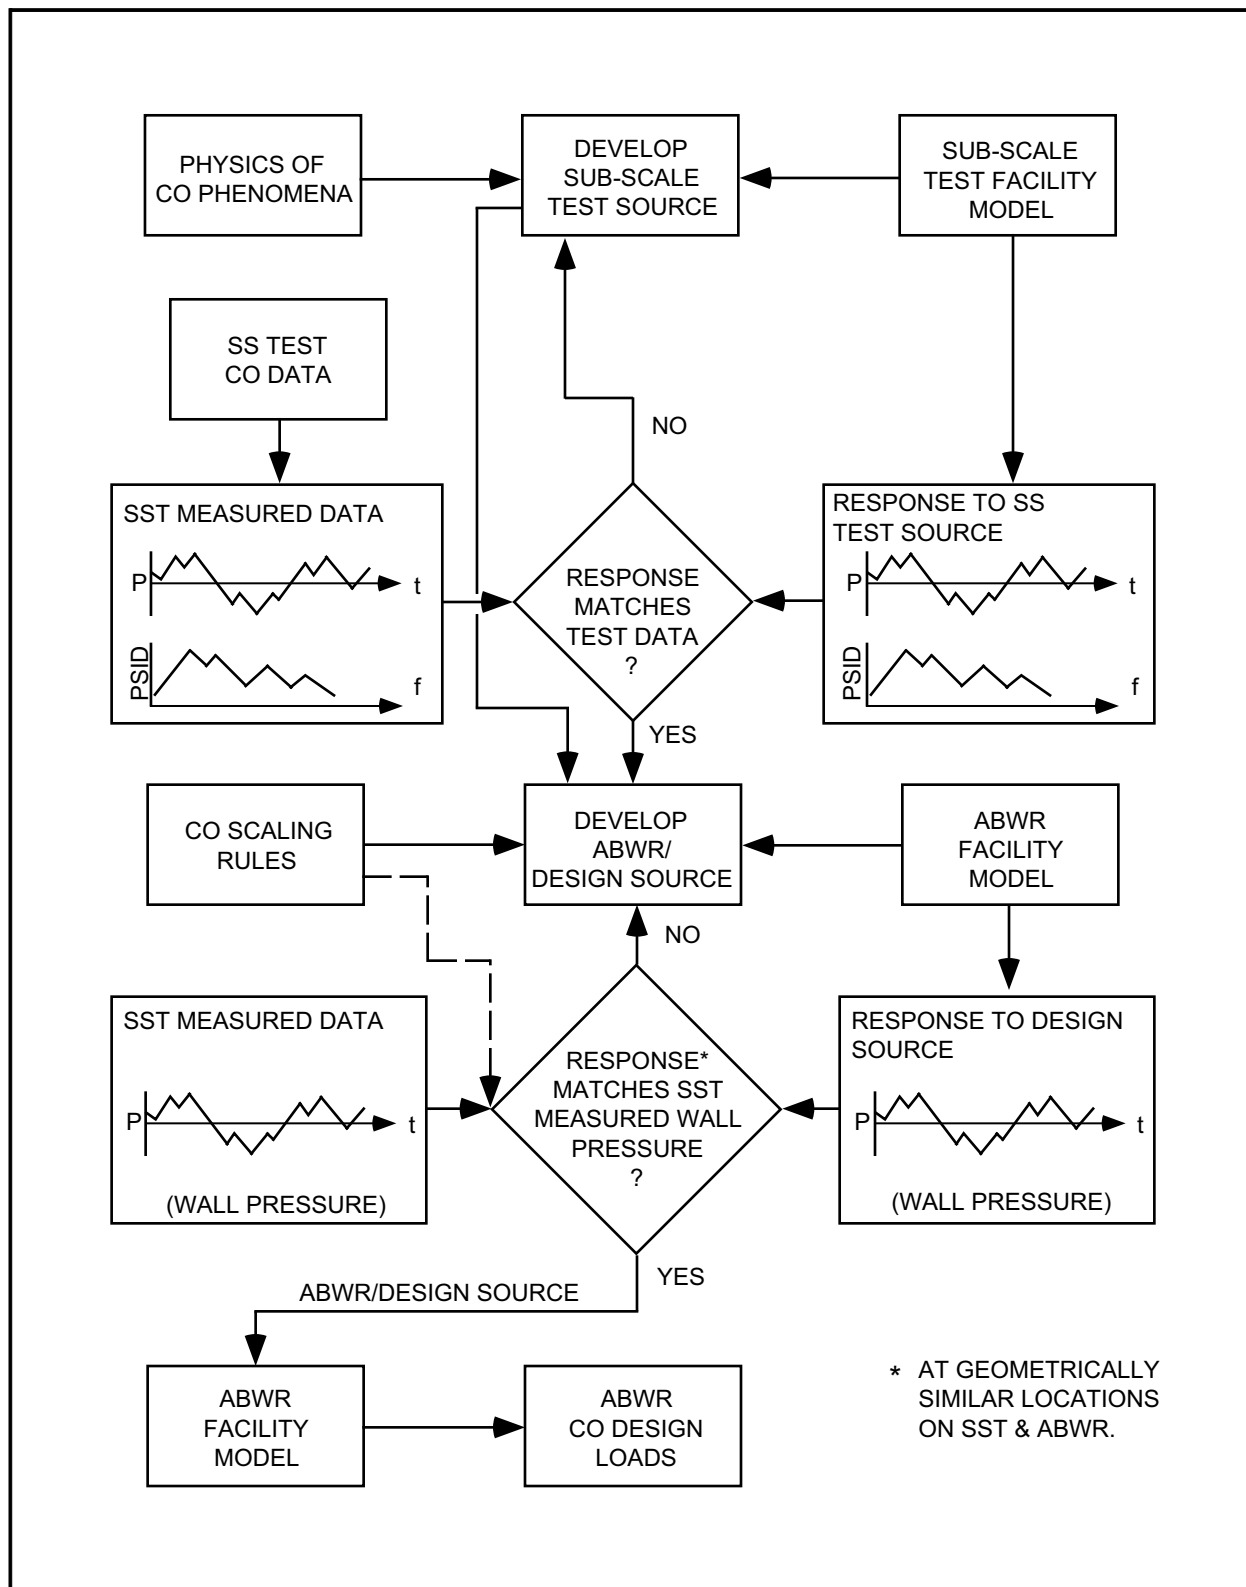 PHYSICS OF
CO PHENOMENA
DEVELOP
SUB-SCALE
TEST SOURCE
SUB-SCALE
TEST FACILITY
MODEL
SS TEST
CO DATA
NO
SST MEASURED DATA
P
t
PSID
f
RESPONSE
MATCHES
TEST DATA
?
RESPONSE TO SS
TEST SOURCE
P
t
PSID
f
YES
CO SCALING
RULES
DEVELOP
ABWR/
DESIGN SOURCE
ABWR
FACILITY
MODEL
NO
SST MEASURED DATA
P
t
(WALL PRESSURE)
RESPONSE*
MATCHES SST
MEASURED WALL
PRESSURE
?
RESPONSE TO DESIGN
SOURCE
P
t
(WALL PRESSURE)
YES
ABWR/DESIGN SOURCE
ABWR
FACILITY
MODEL
ABWR
CO DESIGN
LOADS
* AT GEOMETRICALLY
SIMILAR LOCATIONS
ON SST & ABWR.